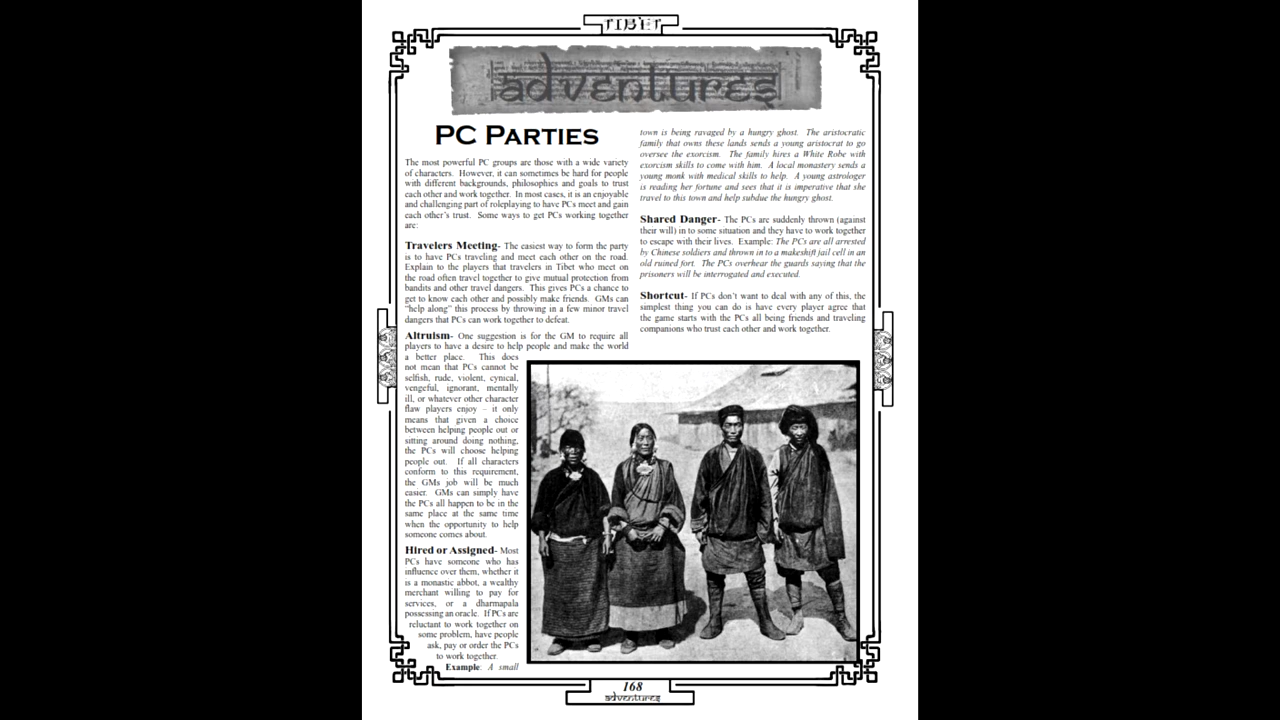 TIBET
adventures
PC Parties
The most powerful PC groups are those with a wide variety
of characters. However, it can sometimes be hard for people
with different backgrounds, philosophies and goals to trust
each other and work together. In most cases, it is an enjoyable
and challenging part of roleplaying to have PCs meet and gain
each other's trust. Some ways to get PCs working together
are:
Travelers Meeting- The easiest way to form the party
is to have PCs traveling and meet each other on the road.
Explain to the players that travelers in Tibet who meet on
the road often travel together to give mutual protection from
bandits and other travel dangers. This gives PCs a chance to
get to know each other and possibly make friends. GMs can
"help along" this process by throwing in a few minor travel
dangers that PCs can work together to defeat.
Altruism- One suggestion is for the GM to require all
players to have a desire to help people and make the world
a better place. This does
not mean that PCs cannot be
selfish, rude, violent, cynical,
vengeful, ignorant, mentally
ill, or whatever other character
flaw players enjoy – it only
means that given a choice
between helping people out or
sitting around doing nothing,
the PCs will choose helping
people out. If all characters
conform to this requirement,
the GMs job will be much
easier. GMs can simply have
the PCs all happen to be in the
same place at the same time
when the opportunity to help
someone comes about.
Hired or Assigned- Most
PCs have someone who has
influence over them, whether it
is a monastic abbot, a wealthy
merchant willing to pay for
services, or a dharmapala
possessing an oracle. If PCs are
reluctant to work together on
some problem, have people
ask, pay or order the PCs
to work together.
Example: A small
town is being ravaged by a hungry ghost. The aristocratic
family that owns these lands sends a young aristocrat to go
oversee the exorcism. The family hires a White Robe with
exorcism skills to come with him. A local monastery sends a
young monk with medical skills to help. A young astrologer
is reading her fortune and sees that it is imperative that she
travel to this town and help subdue the hungry ghost.
Shared Danger- The PCs are suddenly thrown (against
their will) in to some situation and they have to work together
to escape with their lives. Example: The PCs are all arrested
by Chinese soldiers and thrown in to a makeshift jail cell in an
old ruined fort. The PCs overhear the guards saying that the
prisoners will be interrogated and executed.
Shortcut- If PCs don't want to deal with any of this, the
simplest thing you can do is have every player agree that
the game starts with the PCs all being friends and traveling
companions who trust each other and work together.
168
adventures